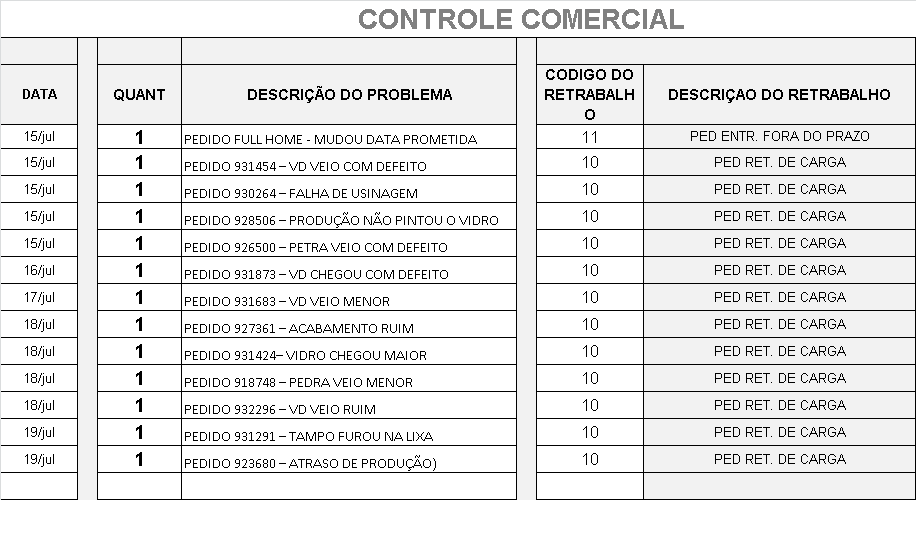 CONTROLE COMERCIAL
DATA QUANT DESCRIÇÃO DO PROBLEMA CODIGO DO RETRABALH O DESCRIÇAO DO RETRABALHO
15/jul 1 PEDIDO FULL HOME - MUDOU DATA PROMETIDA 11 PED ENTR. FORA DO PRAZO
15/jul 1 PEDIDO 931454 – VD VEIO COM DEFEITO 10 PED RET. DE CARGA
15/jul 1 PEDIDO 930264 – FALHA DE USINAGEM 10 PED RET. DE CARGA
15/jul 1 PEDIDO 928506 – PRODUÇÃO NÃO PINTOU O VIDRO 10 PED RET. DE CARGA
15/jul 1 PEDIDO 926500 – PETRA VEIO COM DEFEITO 10 PED RET. DE CARGA
16/jul 1 PEDIDO 931873 – VD CHEGOU COM DEFEITO 10 PED RET. DE CARGA
17/jul 1 PEDIDO 931683 – VD VEIO MENOR 10 PED RET. DE CARGA
18/jul 1 PEDIDO 927361 – ACABAMENTO RUIM 10 PED RET. DE CARGA
18/jul 1 PEDIDO 931424– VIDRO CHEGOU MAIOR 10 PED RET. DE CARGA
18/jul 1 PEDIDO 918748 – PEDRA VEIO MENOR 10 PED RET. DE CARGA
18/jul 1 PEDIDO 932296 – VD VEIO RUIM 10 PED RET. DE CARGA
19/jul 1 PEDIDO 931291 – TAMPO FUROU NA LIXA 10 PED RET. DE CARGA
19/jul 1 PEDIDO 923680 – ATRASO DE PRODUÇÃO) 10 PED RET. DE CARGA